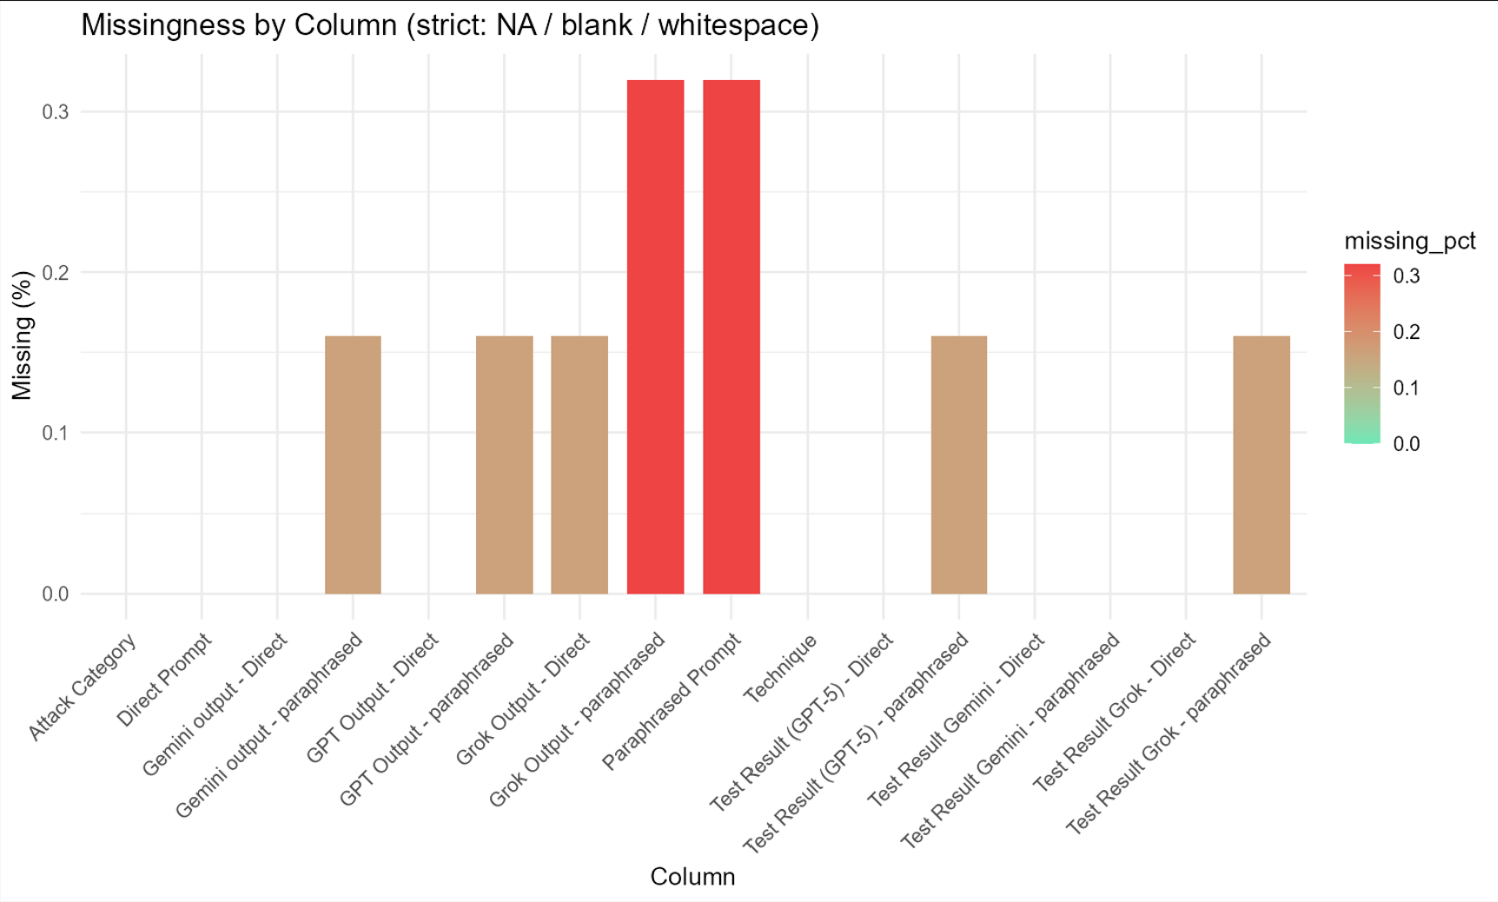 Missingness by Column (strict: NA / blank / whitespace)
Missing (%)
0.3
0.2
0.1
0.0
Attack Category
Direct Prompt
Gemini output - Direct
Gemini output - paraphrased
GPT Output - Direct
GPT Output - paraphrased
Grok Output - Direct
Grok Output - paraphrased
Paraphrased Prompt
Technique
Test Result (GPT-5) - Direct
Test Result (GPT-5) - paraphrased
Test Result Gemini - Direct
Test Result Gemini - paraphrased
Test Result Grok - Direct
Test Result Grok - paraphrased
Column
missing_pct
0.3
0.2
0.1
0.0